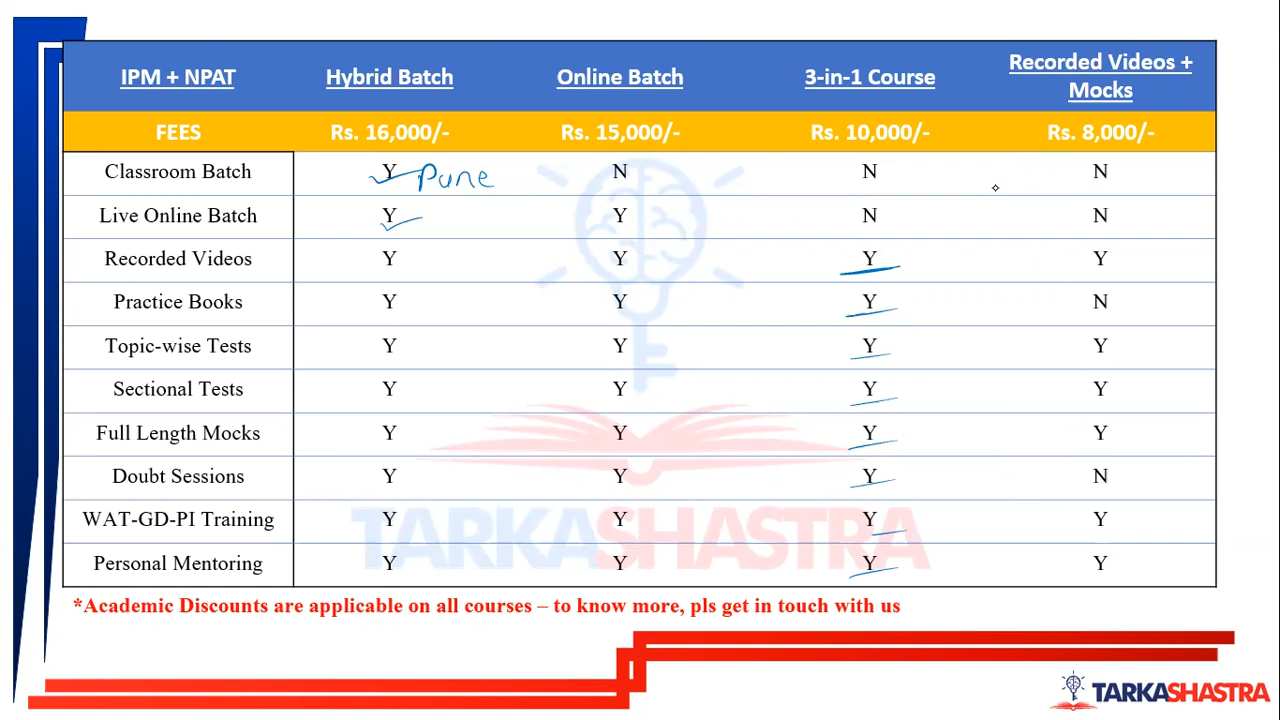 IPM + NPAT Hybrid Batch Online Batch 3-in-1 Course Recorded Videos + Mocks
FEES Rs. 16,000/- Rs. 15,000/- Rs. 10,000/- Rs. 8,000/-
Classroom Batch Y Pune N N N
Live Online Batch Y Y N N
Recorded Videos Y Y Y Y
Practice Books Y Y Y N
Topic-wise Tests Y Y Y Y
Sectional Tests Y Y Y Y
Full Length Mocks Y Y Y Y
Doubt Sessions Y Y Y N
WAT-GD-PI Training Y Y Y Y
Personal Mentoring Y Y Y Y
TARKASHASTRA
*Academic Discounts are applicable on all courses – to know more, pls get in touch with us
TARKASHASTRA